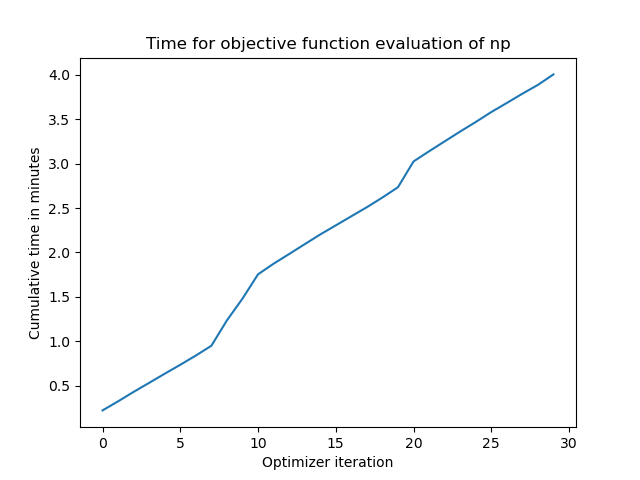 Time for objective function evaluation of np
Cumulative time in minutes
4.0
3.5
3.0
2.5
2.0
1.5
1.0
0.5
0 5 10 15 20 25 30
Optimizer iteration